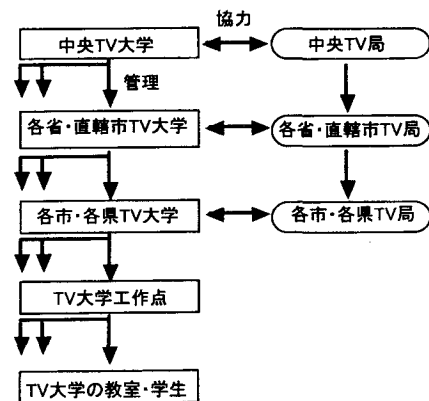 協力
中央TV大学
中央TV局
管理
各省・直轄市TV大学
各省・直轄市TV局
各市・各県TV大学
各市・各県TV局
TV大学工作点
TV大学の教室・学生